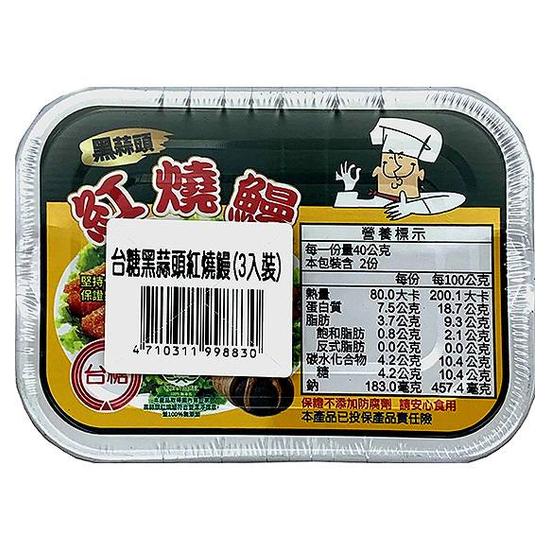 黑蒜頭
紅燒鰻
台糖黑蒜頭紅燒鰻(3入裝)
4 710311 998830
堅持
保證
台糖
營養標示
每一份量40公克
本包裝含 2份
每份 每100公克
熱量 80.0大卡 200.1大卡
蛋白質 7.5公克 18.7公克
脂肪 3.7公克 9.3公克
飽和脂肪 0.8公克 2.1公克
反式脂肪 0.0公克 0.0公克
碳水化合物 4.2公克 10.4公克
糖 4.2公克 10.4公克
鈉 183.0毫克 457.4毫克
保證不添加防腐劑 請安心食用
本產品已投保產品責任險